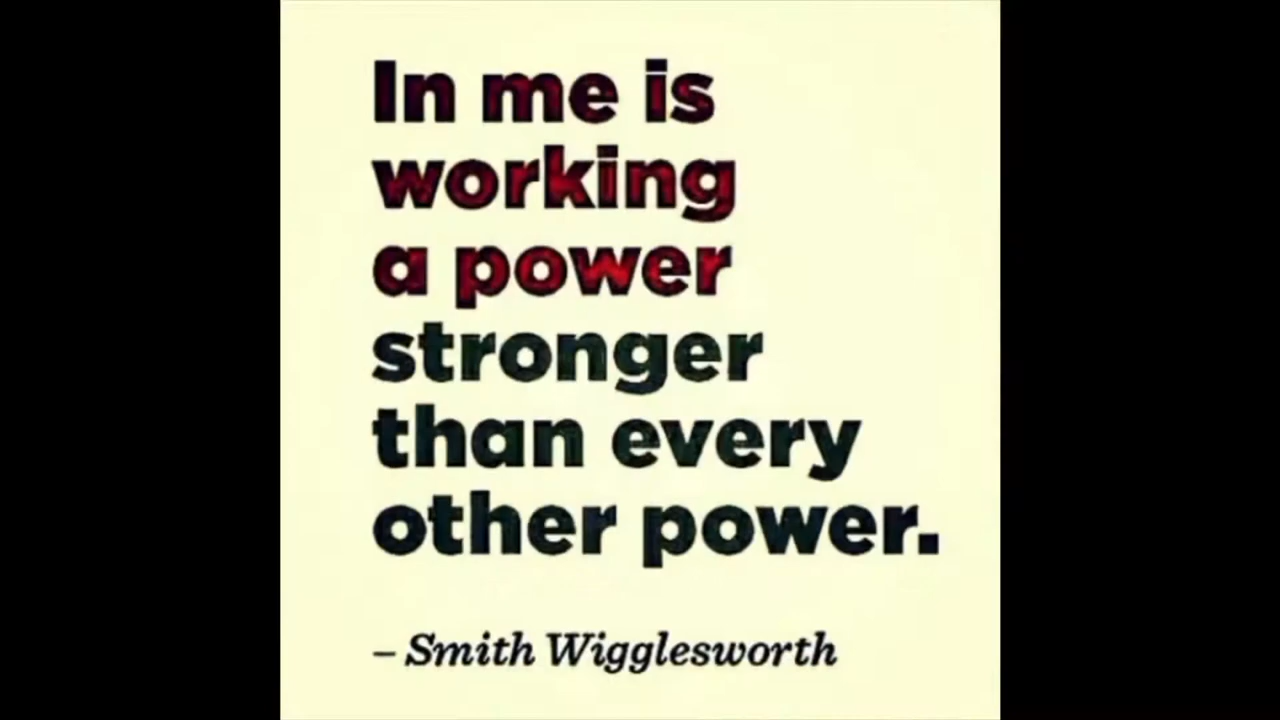 In me is
working
a power
stronger
than every
other power.
– Smith Wigglesworth